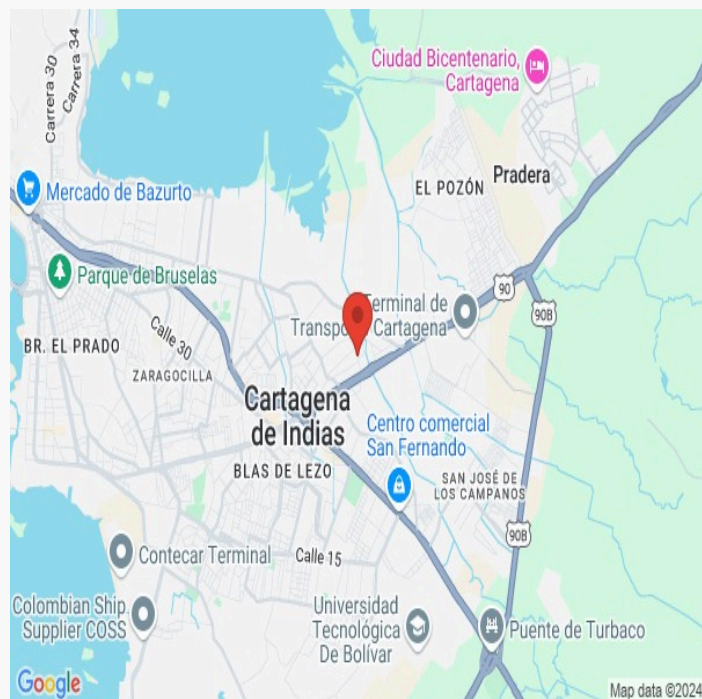 Carrera 30
Carrera 34
Ciudad Bicentenario,
Cartagena
Pradera
EL POZÓN
Mercado de Bazurto
Parque de Bruselas
90
90B
Terminal de
Transporte Cartagena
Calle 30
BR. EL PRADO
ZARAGOCILLA
Cartagena
de Indias
Centro comercial
San Fernando
BLAS DE LEZO
SAN JOSÉ DE
LOS CAMPANOS
90B
Contecar Terminal
Calle 15
Colombian Ship
Supplier COSS
Universidad
Tecnológica
De Bolívar
Puente de Turbaco
Google
Map data ©2024